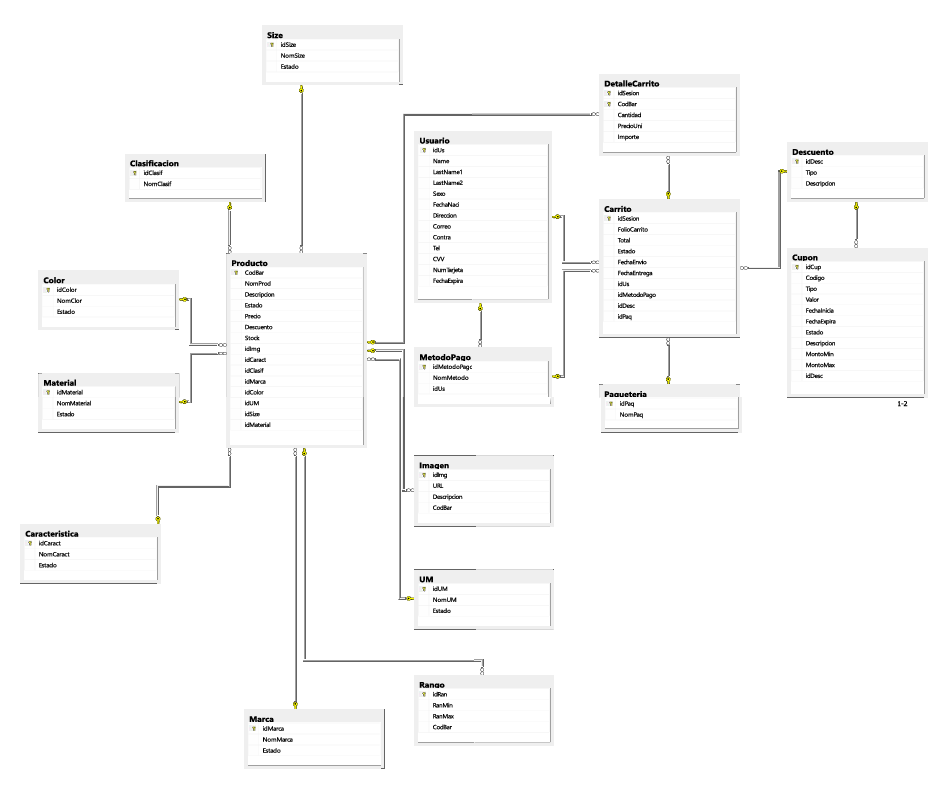 Size
idSize
NomSize
Estado
Clasificacion
idClasif
NomClasif
Color
idColor
NomClor
Estado
Material
idMaterial
NomMaterial
Estado
Producto
CodBar
NomProd
Descripcion
Estado
Precio
Descuento
Stock
idImg
idCaract
idClasif
idMarca
idColor
idUM
idSize
idMaterial
Caracteristica
idCaract
NomCaract
Estado
Marca
idMarca
NomMarca
Estado
Usuario
idUs
Name
LastName1
LastName2
Sexo
FechaNaci
Direccion
Correo
Contra
Tel
CVV
NumTarjeta
FechaExpira
MetodoPago
idMetodoPago
NomMetodo
idUs
Imagen
idImg
URL
Descripcion
CodBar
UM
idUM
NomUM
Estado
Rango
idRan
RanMin
RanMax
CodBar
DetalleCarrito
idSesion
CodBar
Cantidad
PredoUni
Importe
Carrito
idSesion
FolioCarrito
Total
Estado
FechaEnvio
FechaEntrega
idUs
idMetodoPago
idDesc
idPaq
Paqueteria
idPaq
NomPaq
Descuento
idDesc
Tipo
Descripcion
Cupon
idCup
Codigo
Tipo
Valor
FechaInicia
FechaExpira
Estado
Descripcion
MontoMin
MontoMax
idDesc
1-2